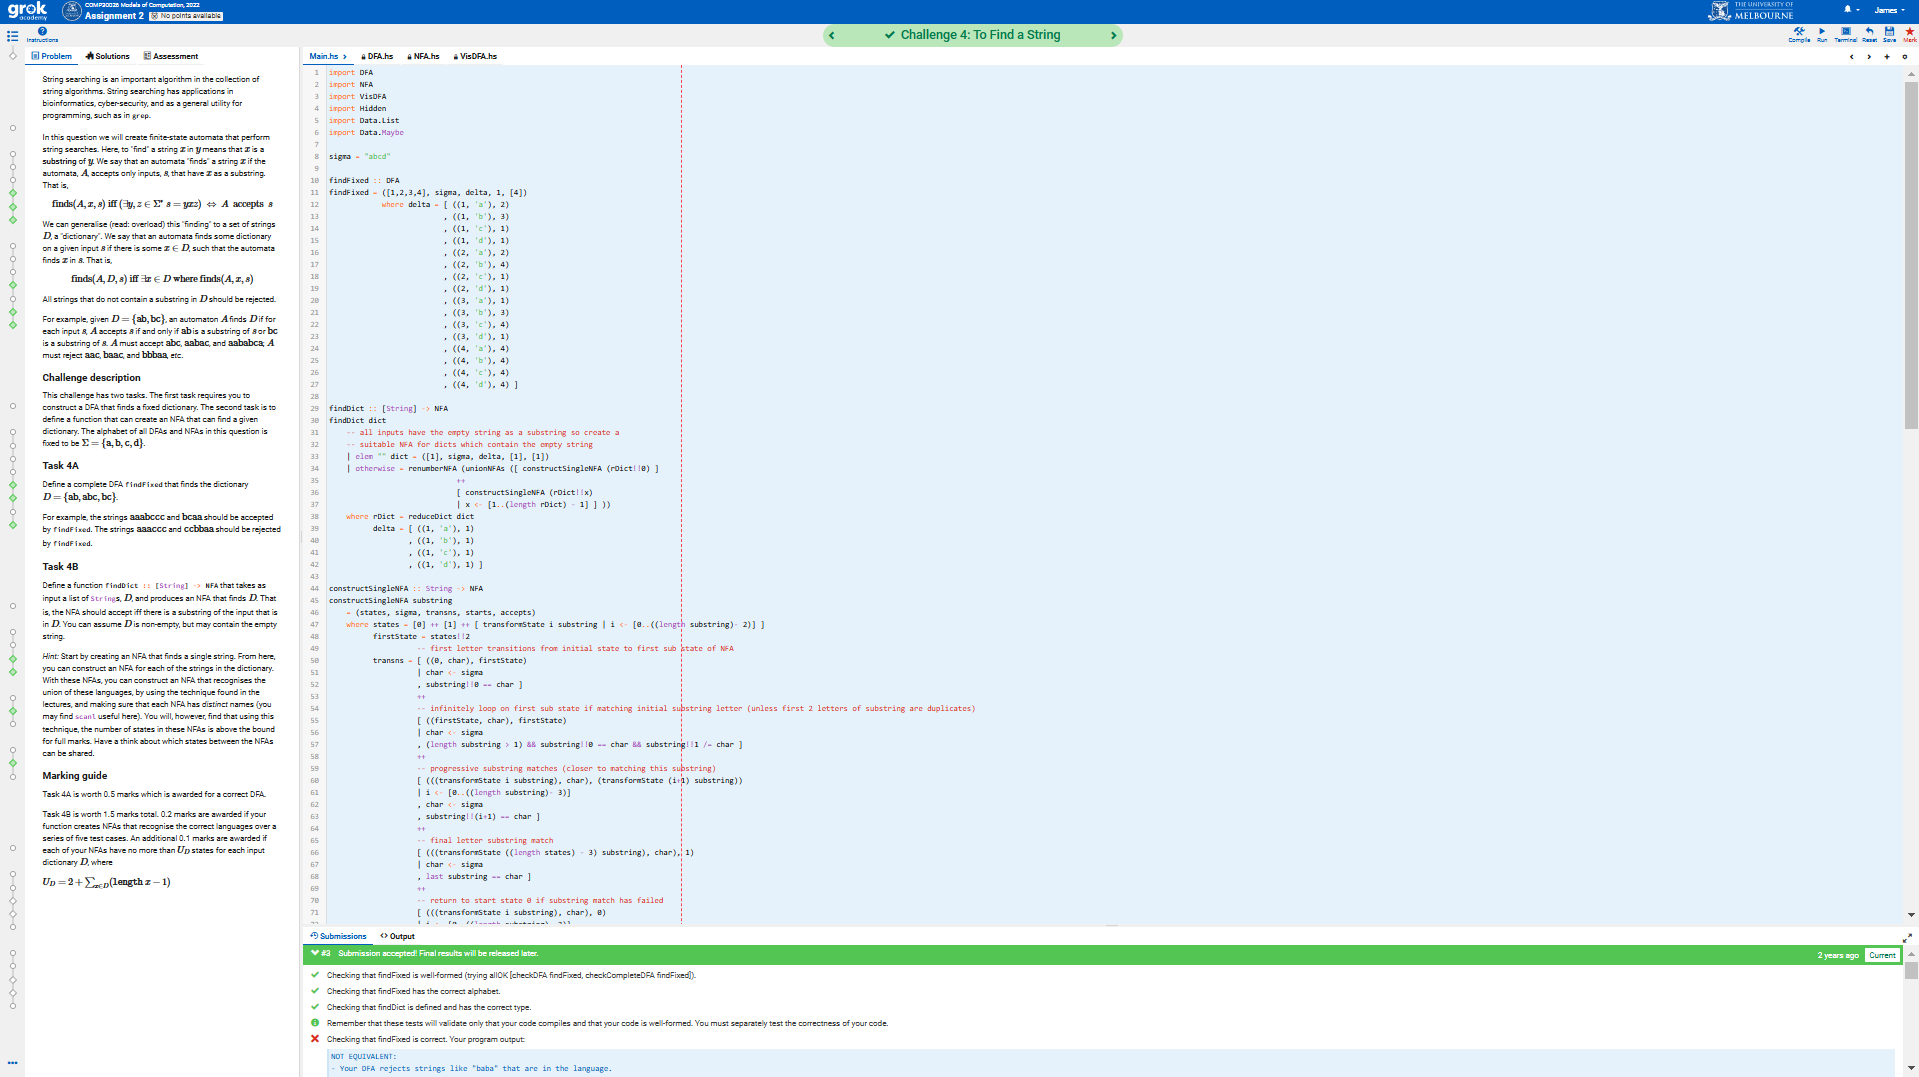 grok
academy
COMP30026 Models of Computation, 2022
Assignment 2 No points available
THE UNIVERSITY OF
MELBOURNE
James
Instructions
Challenge 4: To Find a String
Compile Run Terminal Reset Save Mark
Problem Solutions Assessment
String searching is an important algorithm in the collection of
string algorithms. String searching has applications in
bioinformatics, cyber-security, and as a general utility for
programming, such as in grep.
In this question we will create finite-state automata that perform
string searches. Here, to "find" a string x in y means that x is a
substring of y. We say that an automata "finds" a string x if the
automata, A, accepts only inputs, s, that have x as a substring.
That is,
finds(A, x, s) iff (∃y, z ∈ Σ* s = yxz) ⇔ A accepts s
We can generalise (read: overload) this "finding" to a set of strings
D, a "dictionary". We say that an automata finds some dictionary
on a given input s if there is some x ∈ D, such that the automata
finds x in s. That is,
finds(A, D, s) iff ∃x ∈ D where finds(A, x, s)
All strings that do not contain a substring in D should be rejected.
For example, given D = {ab, bc}, an automaton A finds D if for
each input s, A accepts s if and only if ab is a substring of s or bc
is a substring of s. A must accept abc, aabac, and aababca; A
must reject aac, baac, and bbbaa, etc.
Challenge description
This challenge has two tasks. The first task requires you to
construct a DFA that finds a fixed dictionary. The second task is to
define a function that can create an NFA that can find a given
dictionary. The alphabet of all DFAs and NFAs in this question is
fixed to be Σ = {a, b, c, d}.
Task 4A
Define a complete DFA findFixed that finds the dictionary
D = {ab, abc, bc}.
For example, the strings aaabccc and bcaa should be accepted
by findFixed. The strings aaaccc and ccbbaa should be rejected
by findFixed.
Task 4B
Define a function findDict :: [String] -> NFA that takes as
input a list of Strings, D, and produces an NFA that finds D. That
is, the NFA should accept iff there is a substring of the input that is
in D. You can assume D is non-empty, but may contain the empty
string.
Hint: Start by creating an NFA that finds a single string. From here,
you can construct an NFA for each of the strings in the dictionary.
With these NFAs, you can construct an NFA that recognises the
union of these languages, by using the technique found in the
lectures, and making sure that each NFA has distinct names (you
may find scanl useful here). You will, however, find that using this
technique, the number of states in these NFAs is above the bound
for full marks. Have a think about which states between the NFAs
can be shared.
Marking guide
Task 4A is worth 0.5 marks which is awarded for a correct DFA.
Task 4B is worth 1.5 marks total. 0.2 marks are awarded if your
function creates NFAs that recognise the correct languages over a
series of five test cases. An additional 0.1 marks are awarded if
each of your NFAs have no more than U_D states for each input
dictionary D, where
U_D = 2 + ∑_{x∈D}(length x − 1)
Main.hs DFA.hs NFA.hs VisDFA.hs
1 import DFA
2 import NFA
3 import VisDFA
4 import Hidden
5 import Data.List
6 import Data.Maybe
7
8 sigma = "abcd"
9
10 findFixed :: DFA
11 findFixed = ([1,2,3,4], sigma, delta, 1, [4])
12 where delta = [ ((1, 'a'), 2)
13 , ((1, 'b'), 3)
14 , ((1, 'c'), 1)
15 , ((1, 'd'), 1)
16 , ((2, 'a'), 2)
17 , ((2, 'b'), 4)
18 , ((2, 'c'), 1)
19 , ((2, 'd'), 1)
20 , ((3, 'a'), 1)
21 , ((3, 'b'), 3)
22 , ((3, 'c'), 4)
23 , ((3, 'd'), 1)
24 , ((4, 'a'), 4)
25 , ((4, 'b'), 4)
26 , ((4, 'c'), 4)
27 , ((4, 'd'), 4) ]
28
29 findDict :: [String] -> NFA
30 findDict dict
31 -- all inputs have the empty string as a substring so create a
32 -- suitable NFA for dicts which contain the empty string
33 | elem "" dict = ([1], sigma, delta, [1], [1])
34 | otherwise = renumberNFA (unionNFAs ([ constructSingleNFA (rDict!!0) ]
35 ++
36 [ constructSingleNFA (rDict!!x)
37 | x <- [1..(length rDict) - 1] ] ))
38 where rDict = reduceDict dict
39 delta = [ ((1, 'a'), 1)
40 , ((1, 'b'), 1)
41 , ((1, 'c'), 1)
42 , ((1, 'd'), 1) ]
43
44 constructSingleNFA :: String -> NFA
45 constructSingleNFA substring
46 = (states, sigma, transns, starts, accepts)
47 where states = [0] ++ [1] ++ [ transformState i substring | i <- [0..((length substring)- 2)] ]
48 firstState = states!!2
49 -- first letter transitions from initial state to first sub state of NFA
50 transns = [ ((0, char), firstState)
51 | char <- sigma
52 , substring!!0 == char ]
53 ++
54 -- infinitely loop on first sub state if matching initial substring letter (unless first 2 letters of substring are duplicates)
55 [ ((firstState, char), firstState)
56 | char <- sigma
57 , (length substring > 1) && substring!!0 == char && substring!!1 /= char ]
58 ++
59 -- progressive substring matches (closer to matching this substring)
60 [ (((transformState i substring), char), (transformState (i+1) substring))
61 | i <- [0..((length substring)- 3)]
62 , char <- sigma
63 , substring!!(i+1) == char ]
64 ++
65 -- final letter substring match
66 [ (((transformState ((length states) - 3) substring), char), 1)
67 | char <- sigma
68 , last substring == char ]
69 ++
70 -- return to start state 0 if substring match has failed
71 [ (((transformState i substring), char), 0)
Submissions Output
#3 Submission accepted! Final results will be released later.
2 years ago Current
Checking that findFixed is well-formed (trying allOK [checkDFA findFixed, checkCompleteDFA findFixed]).
Checking that findFixed has the correct alphabet.
Checking that findDict is defined and has the correct type.
Remember that these tests will validate only that your code compiles and that your code is well-formed. You must separately test the correctness of your code.
Checking that findFixed is correct. Your program output:
NOT EQUIVALENT:
- Your DFA rejects strings like "baba" that are in the language.